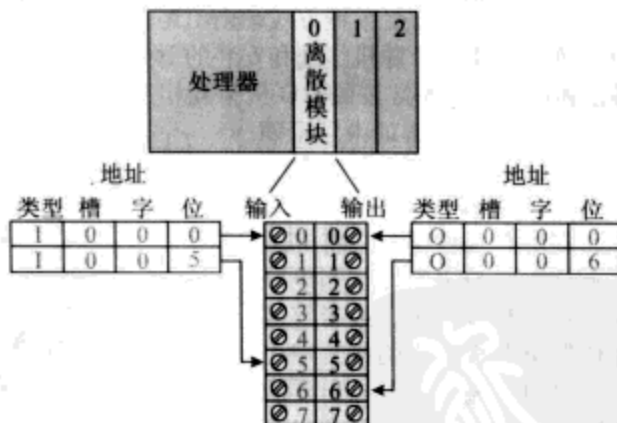 0 1 2
处理器
离散模块
地址 地址
类型 槽 字 位 输入 输出 类型 槽 字 位
I 0 0 0 0 0 O 0 0 0
I 0 0 5 1 1 O 0 0 6
2 2
3 3
4 4
5 5
6 6
7 7